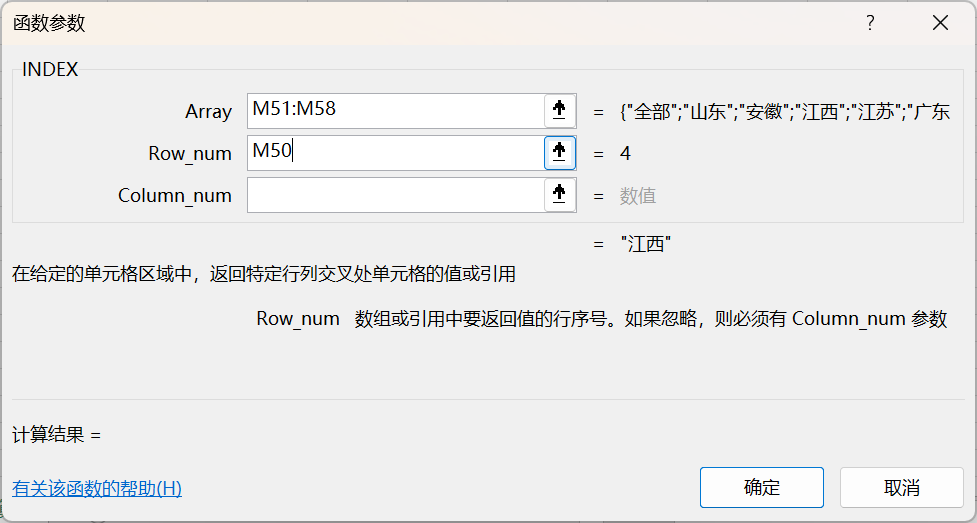 函数参数 ?
INDEX
Array M51:M58 = {"全部";"山东";"安徽";"江西";"江苏";"广东
Row_num M50 = 4
Column_num = 数值
= "江西"
在给定的单元格区域中，返回特定行列交叉处单元格的值或引用
Row_num 数组或引用中要返回值的行序号。如果忽略，则必须有 Column_num 参数
计算结果 =
有关该函数的帮助(H) 确定 取消